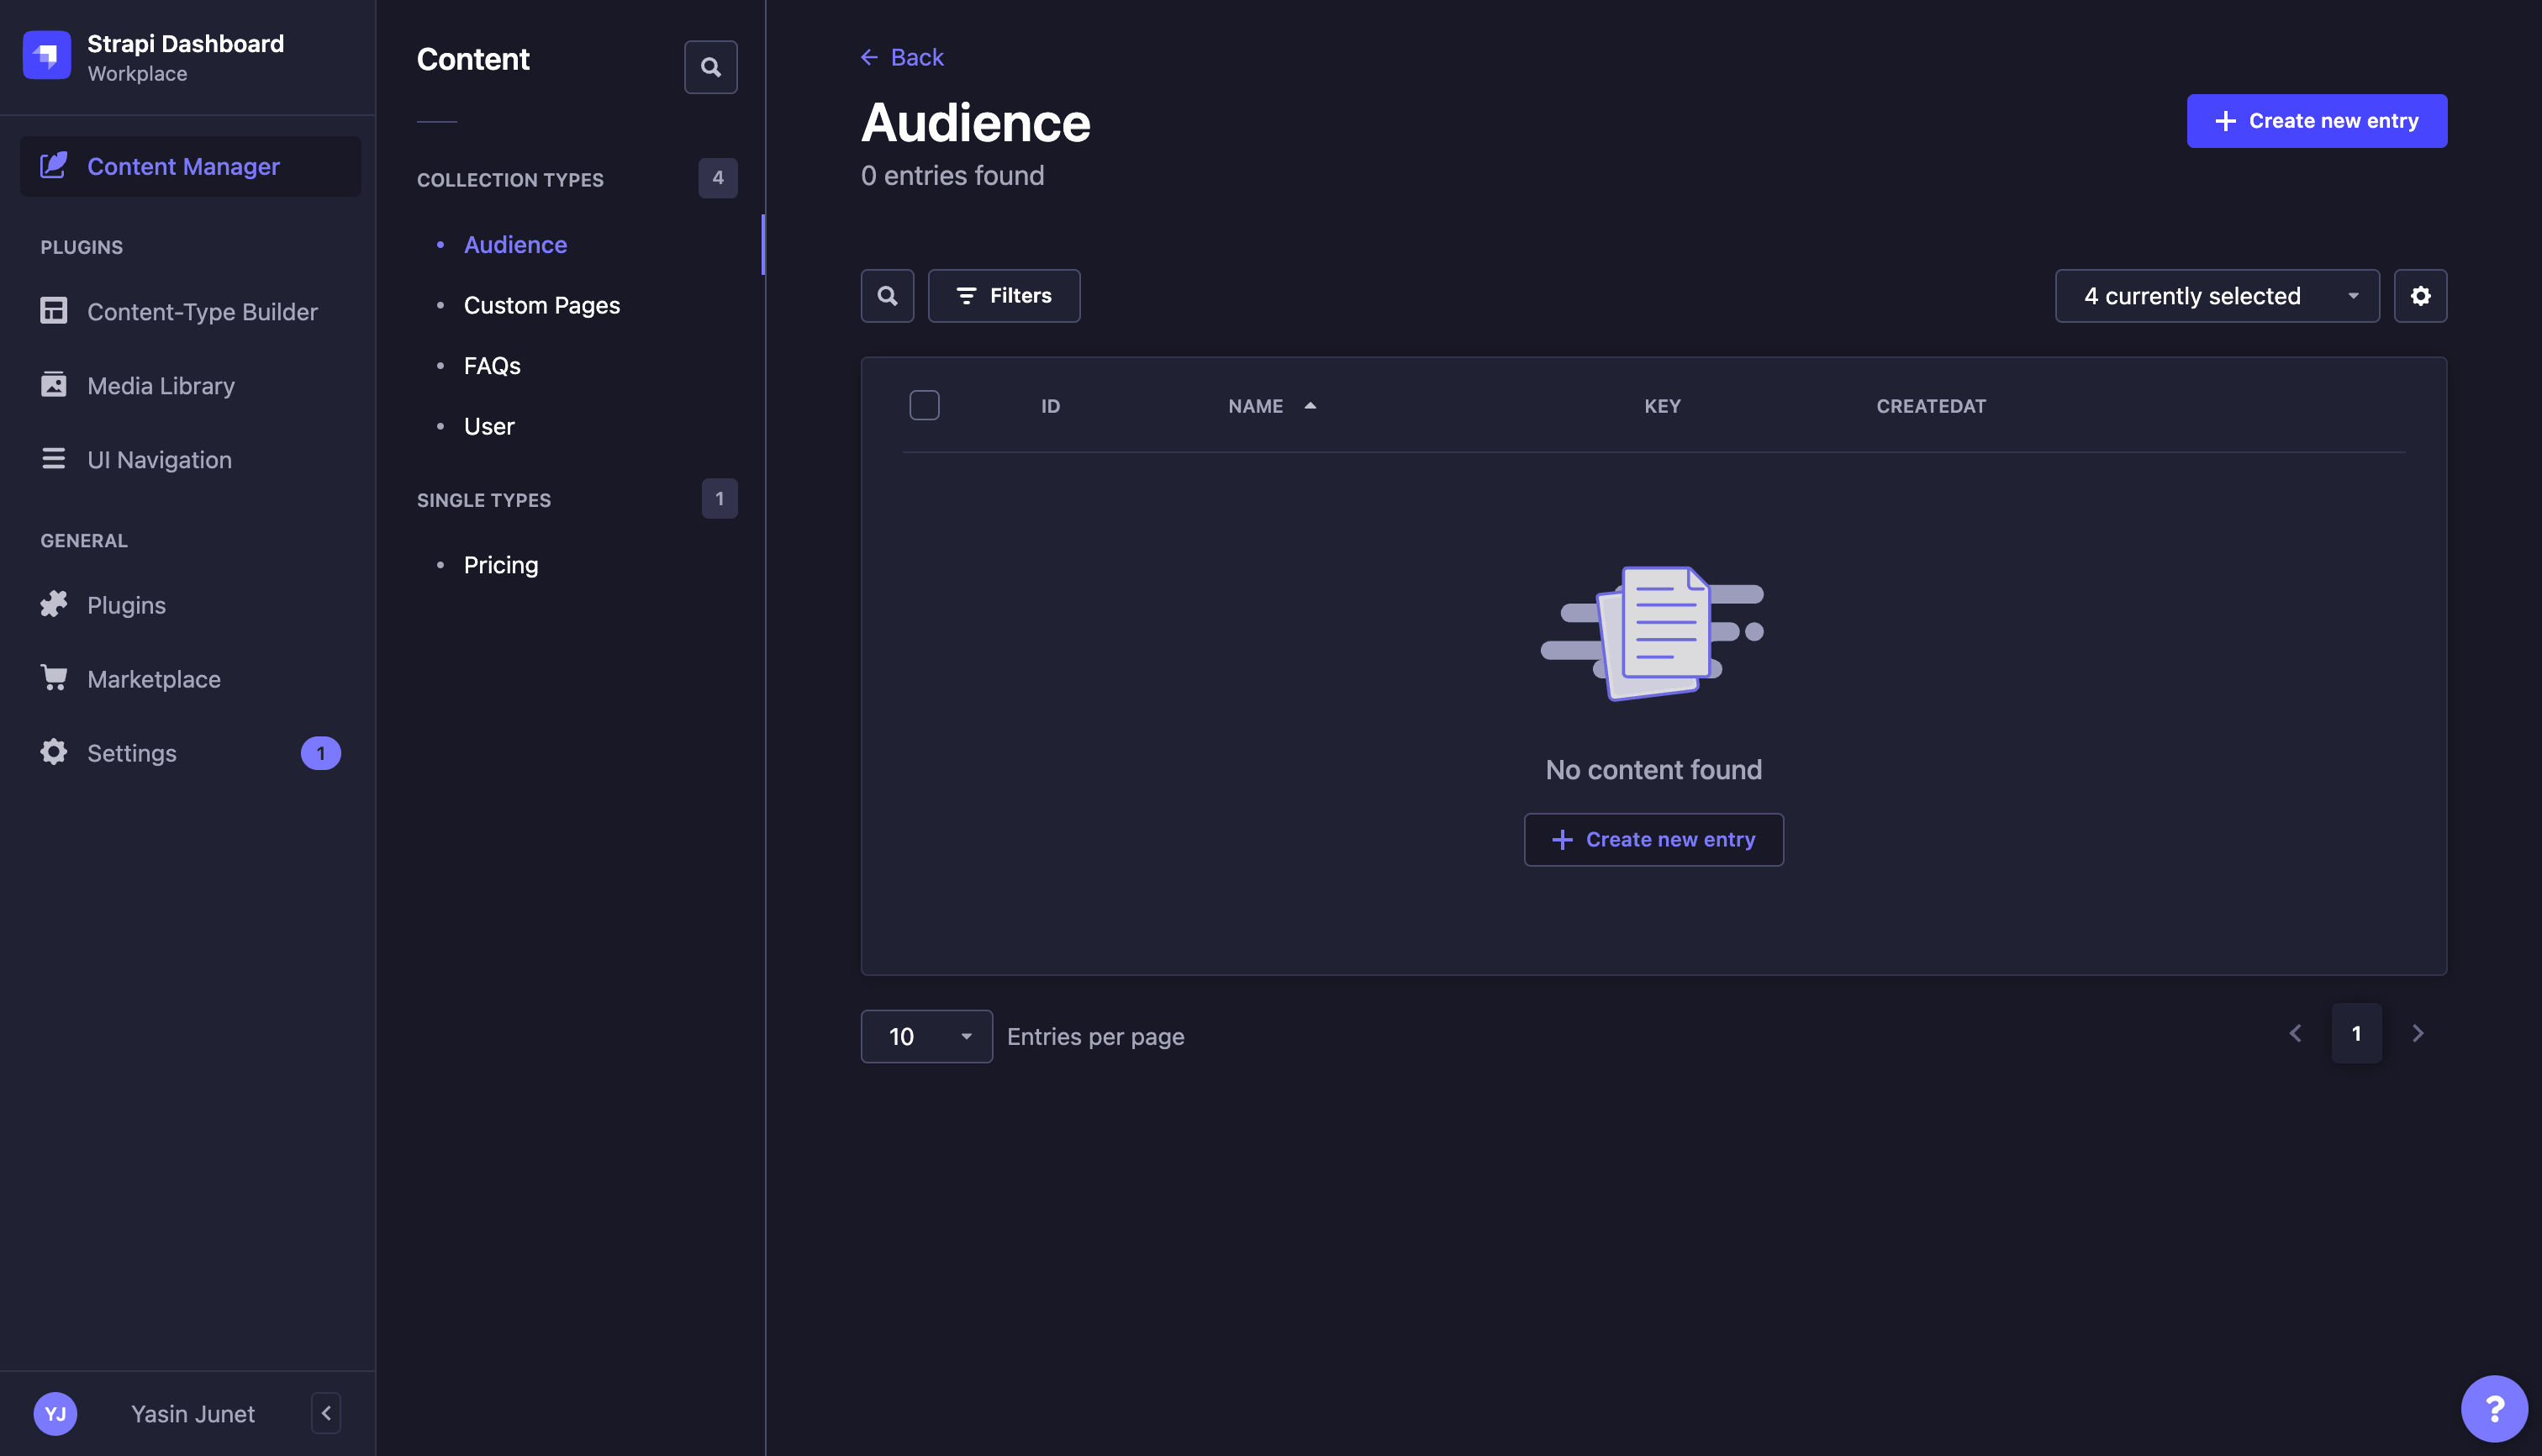 Strapi Dashboard
Workplace
Content Manager
PLUGINS
Content-Type Builder
Media Library
UI Navigation
GENERAL
Plugins
Marketplace
Settings 1
YJ Yasin Junet
Content
COLLECTION TYPES 4
Audience
Custom Pages
FAQs
User
SINGLE TYPES 1
Pricing
Back
Audience
0 entries found
Create new entry
Filters
4 currently selected
ID NAME KEY CREATEDAT
No content found
Create new entry
10 Entries per page
1
?